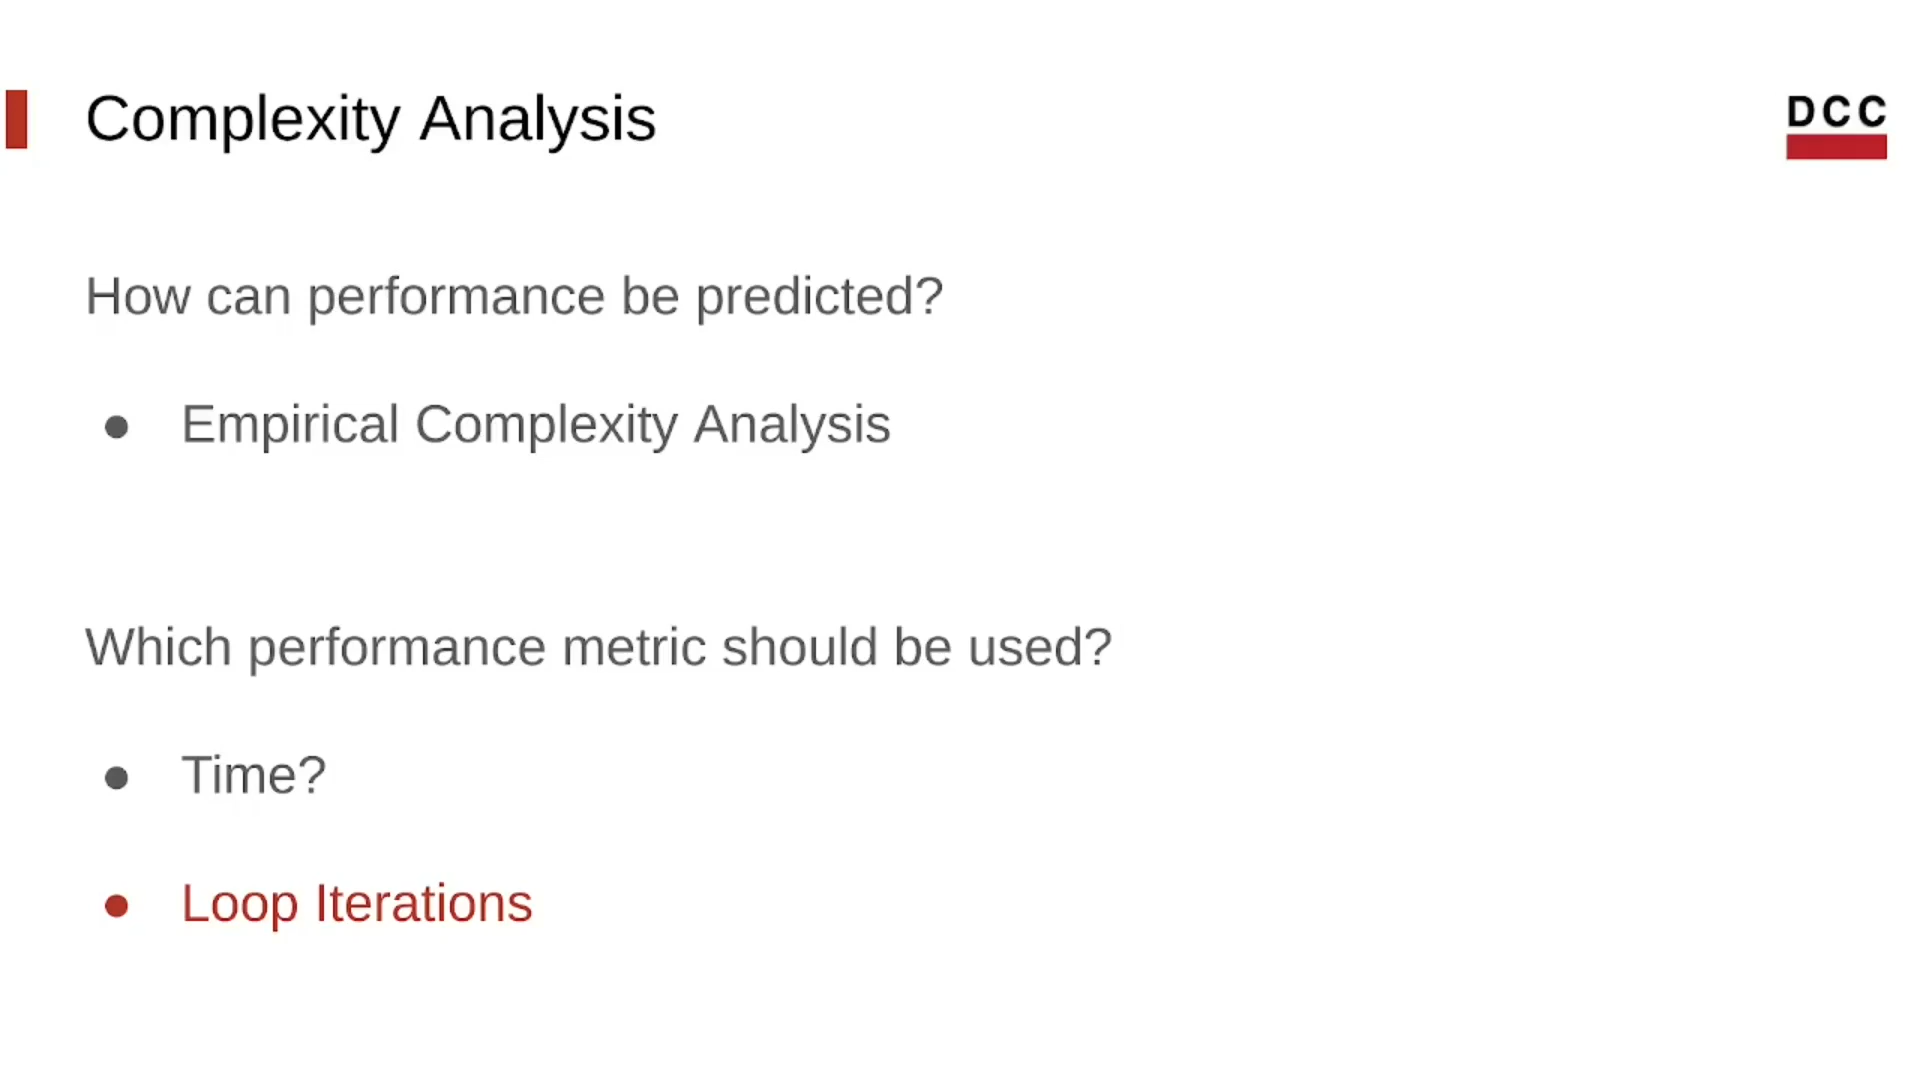 Complexity Analysis
DCC
How can performance be predicted?
● Empirical Complexity Analysis
Which performance metric should be used?
● Time?
● Loop Iterations